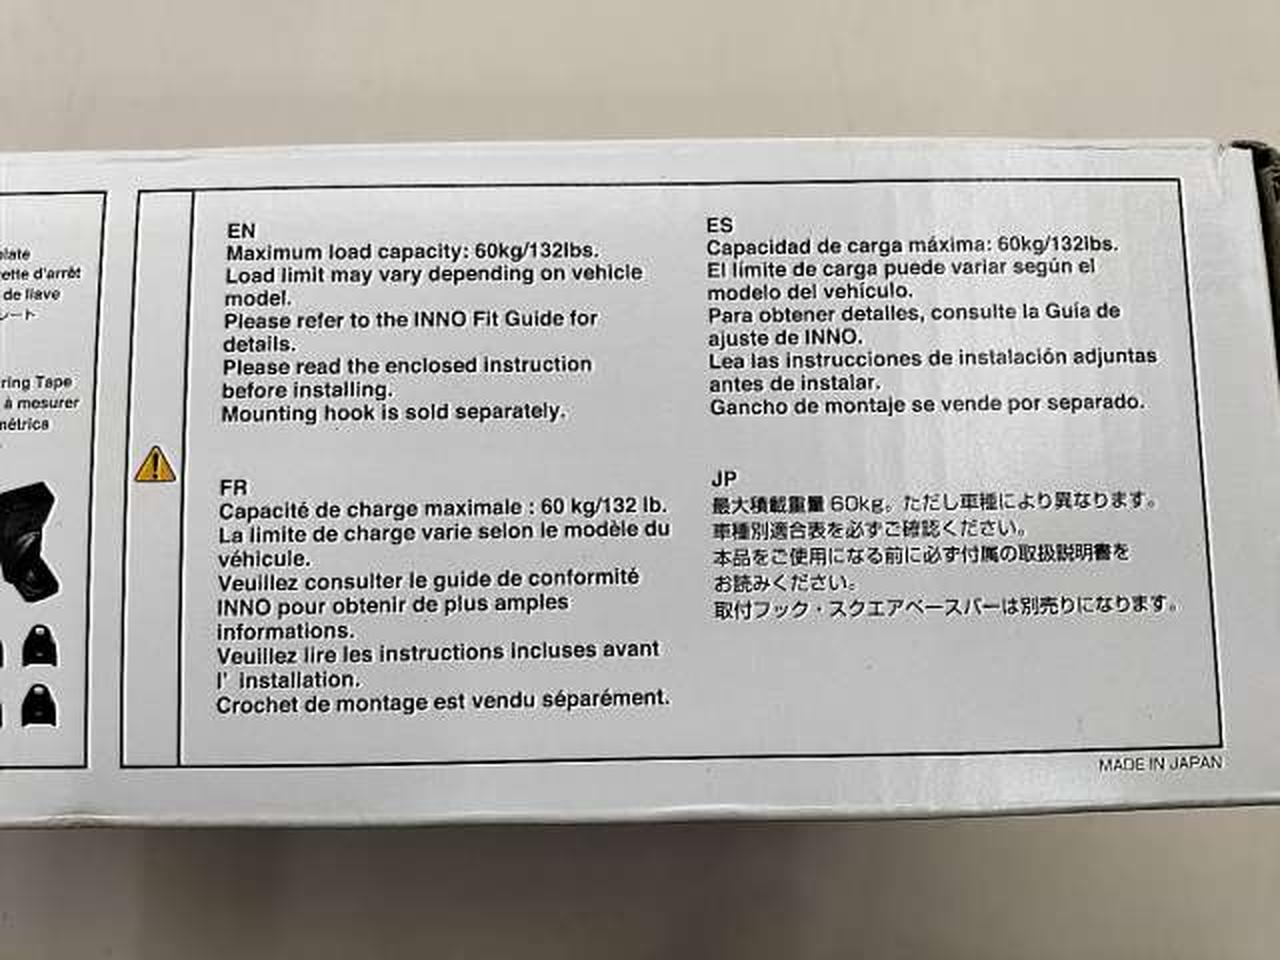 ette d'arrêt
de llave
ring Tape
à mesurer
métrica
EN
Maximum load capacity: 60kg/132lbs.
Load limit may vary depending on vehicle
model.
Please refer to the INNO Fit Guide for
details.
Please read the enclosed instruction
before installing.
Mounting hook is sold separately.
ES
Capacidad de carga máxima: 60kg/132lbs.
El límite de carga puede variar según el
modelo del vehículo.
Para obtener detalles, consulte la Guía de
ajuste de INNO.
Lea las instrucciones de instalación adjuntas
antes de instalar.
Gancho de montaje se vende por separado.
FR
Capacité de charge maximale : 60 kg/132 lb.
La limite de charge varie selon le modèle du
véhicule.
Veuillez consulter le guide de conformité
INNO pour obtenir de plus amples
informations.
Veuillez lire les instructions incluses avant
l' installation.
Crochet de montage est vendu séparément.
JP
最大積載重量 60kg。ただし車種により異なります。
車種別適合表を必ずご確認ください。
本品をご使用になる前に必ず付属の取扱説明書を
お読みください。
取付フック・スクエアベースバーは別売りになります。
MADE IN JAPAN